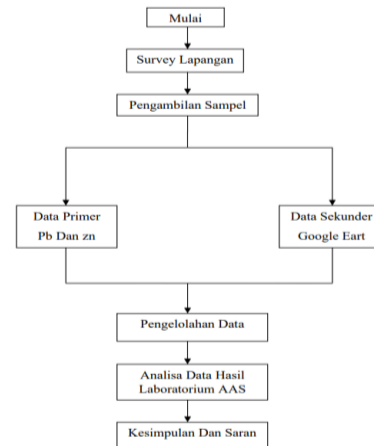 Mulai
Survey Lapangan
Pengambilan Sampel
Data Primer
Pb Dan zn
Data Sekunder
Google Eart
Pengelolahan Data
Analisa Data Hasil
Laboratorium AAS
Kesimpulan Dan Saran